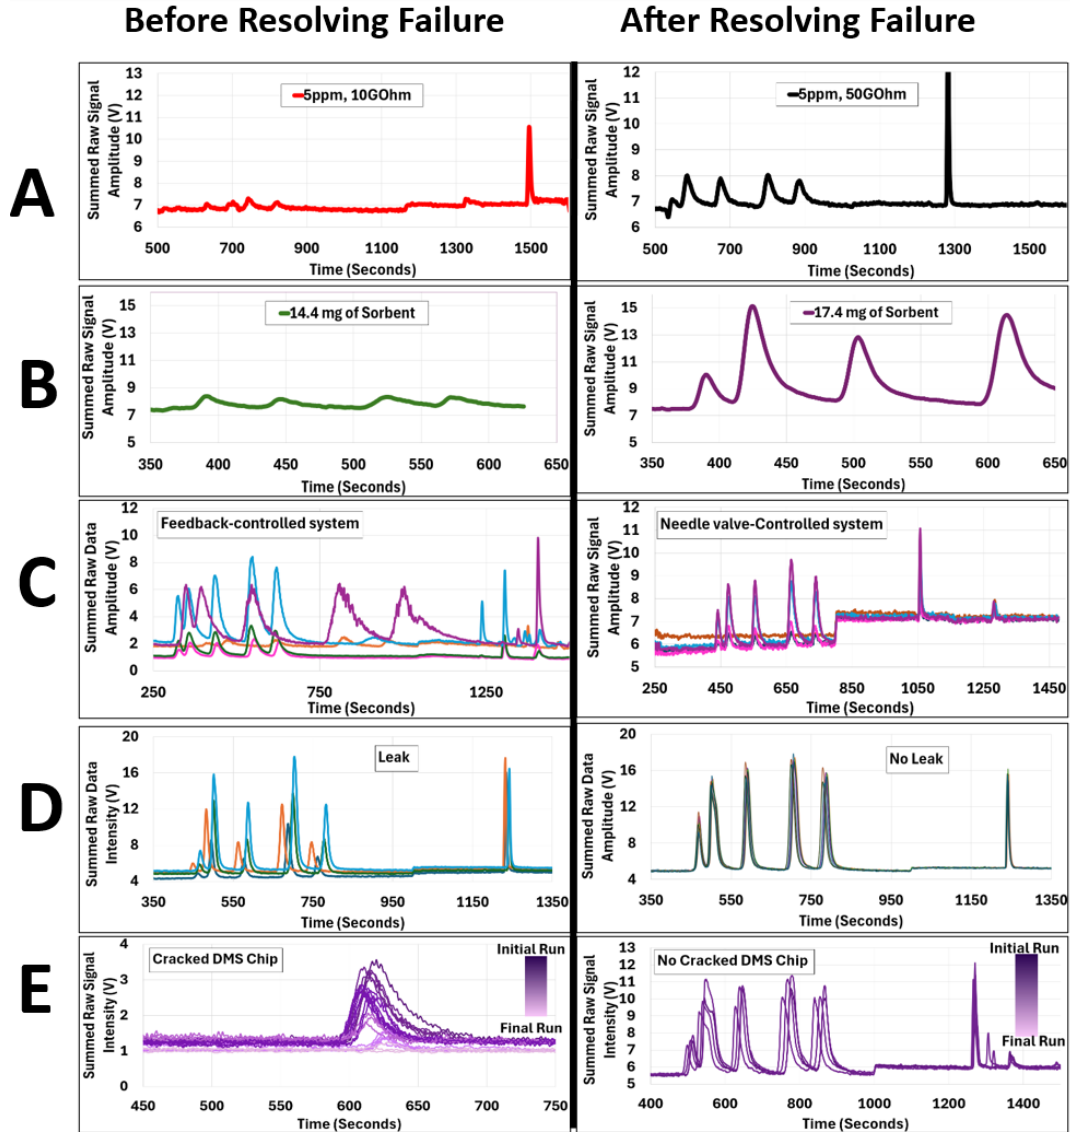 Before Resolving Failure
After Resolving Failure
A
Summed Raw Signal
Amplitude (V)
13
12
11
10
9
8
7
6
5ppm, 10GOhm
500
700
900
1100
1300
1500
Time (Seconds)
Summed Raw Signal
Amplitude (V)
12
11
10
9
8
7
6
5ppm, 50GOhm
500
700
900
1100
1300
1500
Time (Seconds)
B
Summed Raw Signal
Amplitude (V)
15
13
11
9
7
5
14.4 mg of Sorbent
350
400
450
500
550
600
650
Time (Seconds)
Summed Raw Signal
Amplitude (V)
15
13
11
9
7
5
17.4 mg of Sorbent
350
400
450
500
550
600
650
Time (Seconds)
C
Summed Raw Data
Amplitude (V)
12
10
8
6
4
2
0
Feedback-controlled system
250
750
1250
Time (Seconds)
Summed Raw Signal
Amplitude (V)
12
11
10
9
8
7
6
5
Needle valve-Controlled system
250
450
650
850
1050
1250
1450
Time (Seconds)
D
Summed Raw Data
Intensity (V)
20
16
12
8
4
Leak
350
550
750
950
1150
1350
Time (Seconds)
Summed Raw Data
Amplitude (V)
20
16
12
8
4
No Leak
350
550
750
950
1150
1350
Time (Seconds)
E
Summed Raw Signal
Intensity (V)
4
3
2
1
0
Cracked DMS Chip
Initial Run
Final Run
450
500
550
600
650
700
750
Time (Seconds)
Summed Raw Signal
Intensity (V)
13
12
11
10
9
8
7
6
5
No Cracked DMS Chip
Initial Run
Final Run
400
600
800
1000
1200
1400
Time (Seconds)